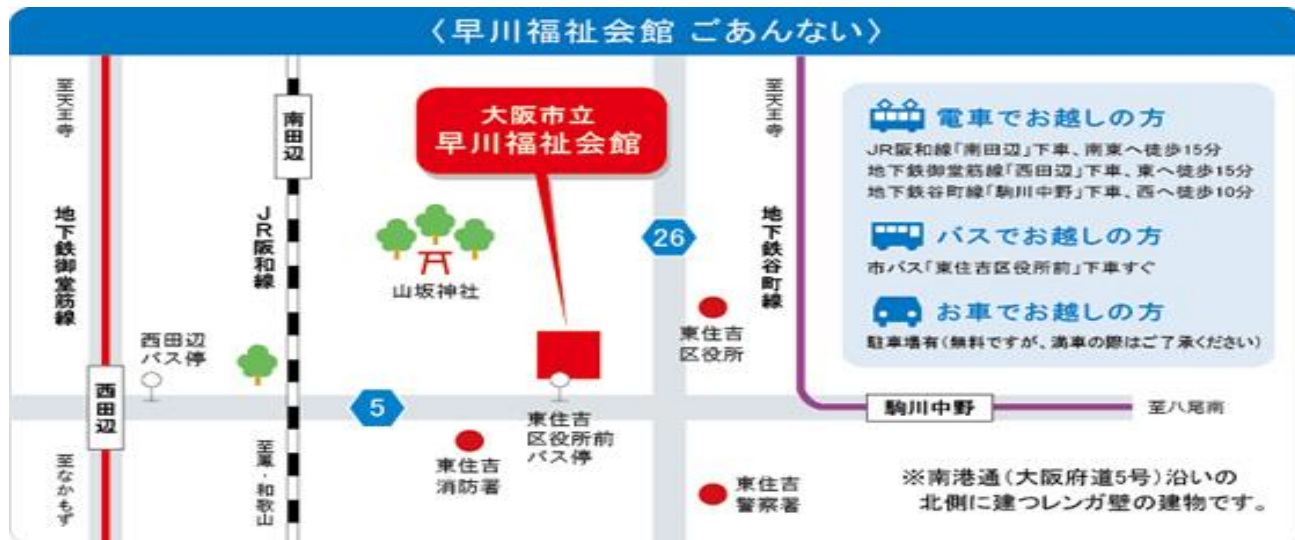 〈早川福祉会館 ごあんない〉
至天王寺
地下鉄御堂筋線
西田辺
至なかもず
西田辺
バス停
南田辺
JR阪和線
至鳳・和歌山
大阪市立
早川福祉会館
山坂神社
5
東住吉
消防署
東住吉
区役所前
バス停
26
東住吉
区役所
東住吉
警察署
至天王寺
地下鉄谷町線
駒川中野
至八尾南
電車でお越しの方
JR阪和線「南田辺」下車、南東へ徒歩15分
地下鉄御堂筋線「西田辺」下車、東へ徒歩15分
地下鉄谷町線「駒川中野」下車、西へ徒歩10分
バスでお越しの方
市バス「東住吉区役所前」下車すぐ
お車でお越しの方
駐車場有(無料ですが、満車の際はご了承ください)
※南港通(大阪府道5号)沿いの
北側に建つレンガ壁の建物です。